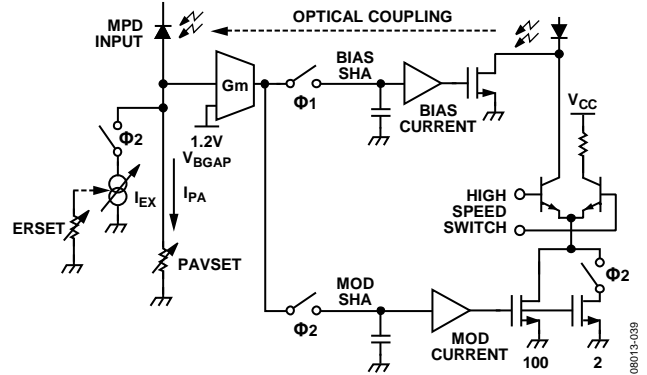 MPD
INPUT
OPTICAL COUPLING
Gm
BIAS
SHA
Φ1
BIAS
CURRENT
VCC
Φ2
1.2V
VBGAP
IEX
IPA
ERSET
PAVSET
HIGH
SPEED
SWITCH
MOD
SHA
Φ2
MOD
CURRENT
Φ2
100
2
08013-039